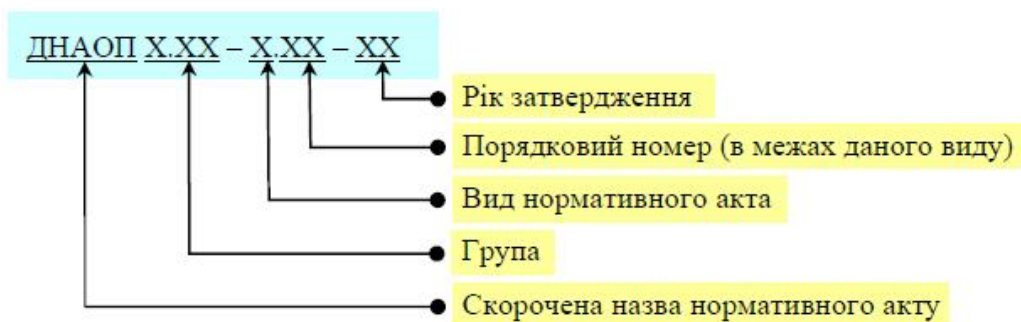 ДНАОП Х.ХХ – Х.ХХ – ХХ
Рік затвердження
Порядковий номер (в межах даного виду)
Вид нормативного акта
Група
Скорочена назва нормативного акту